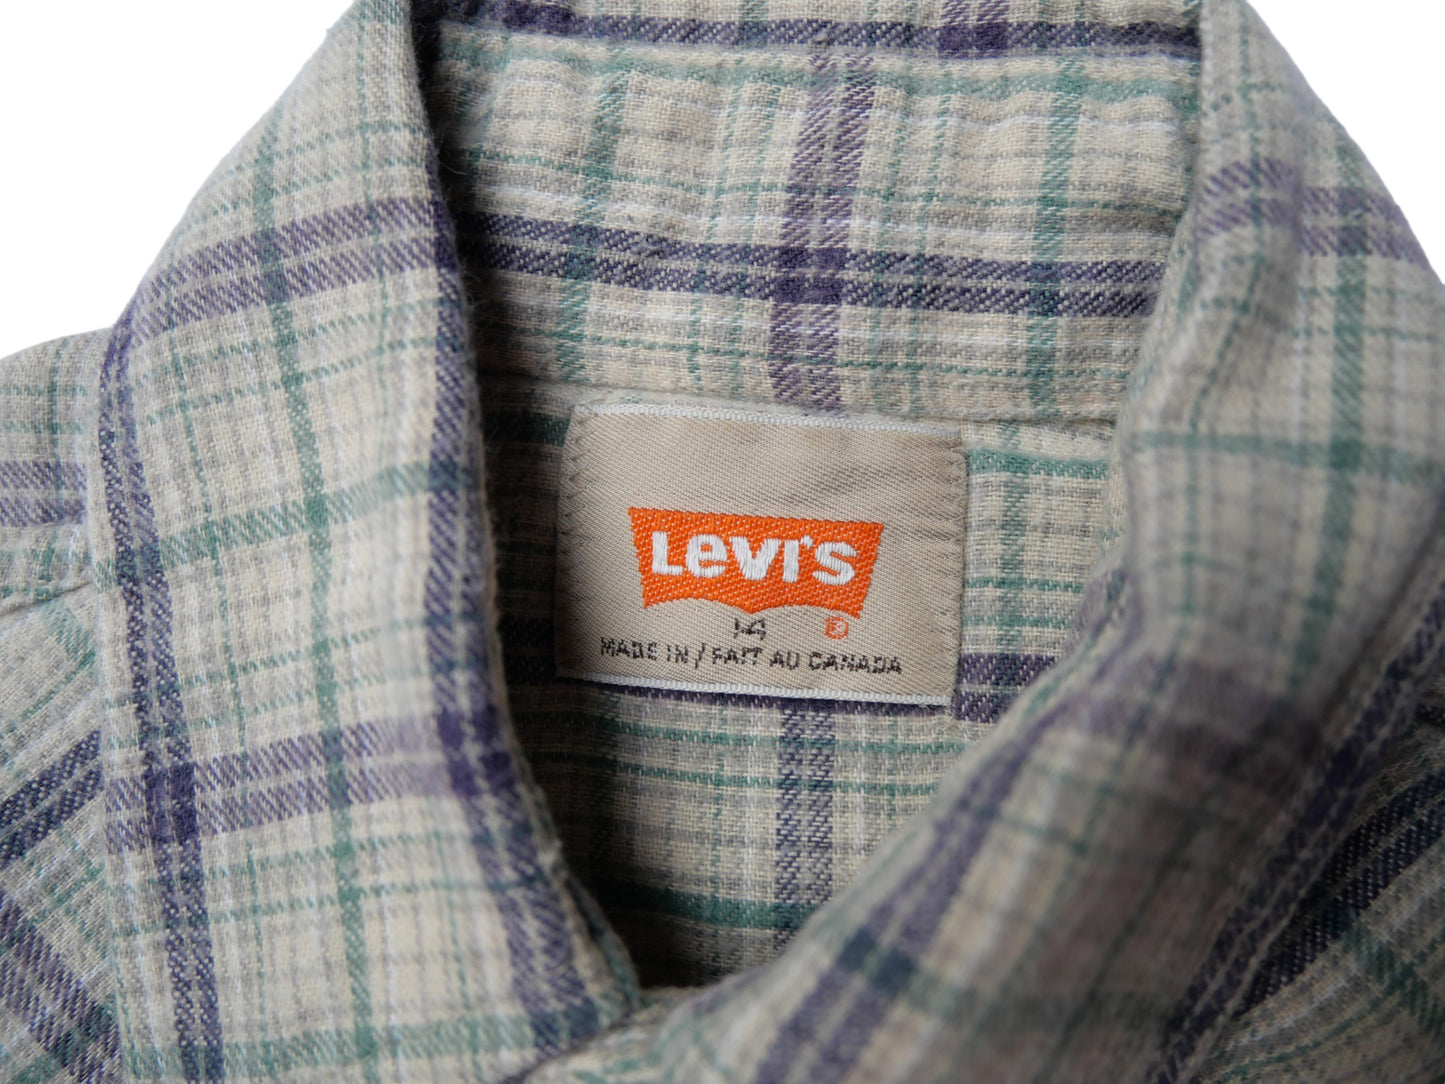 Levi's
14 ®
MADE IN / FAIT AU CANADA